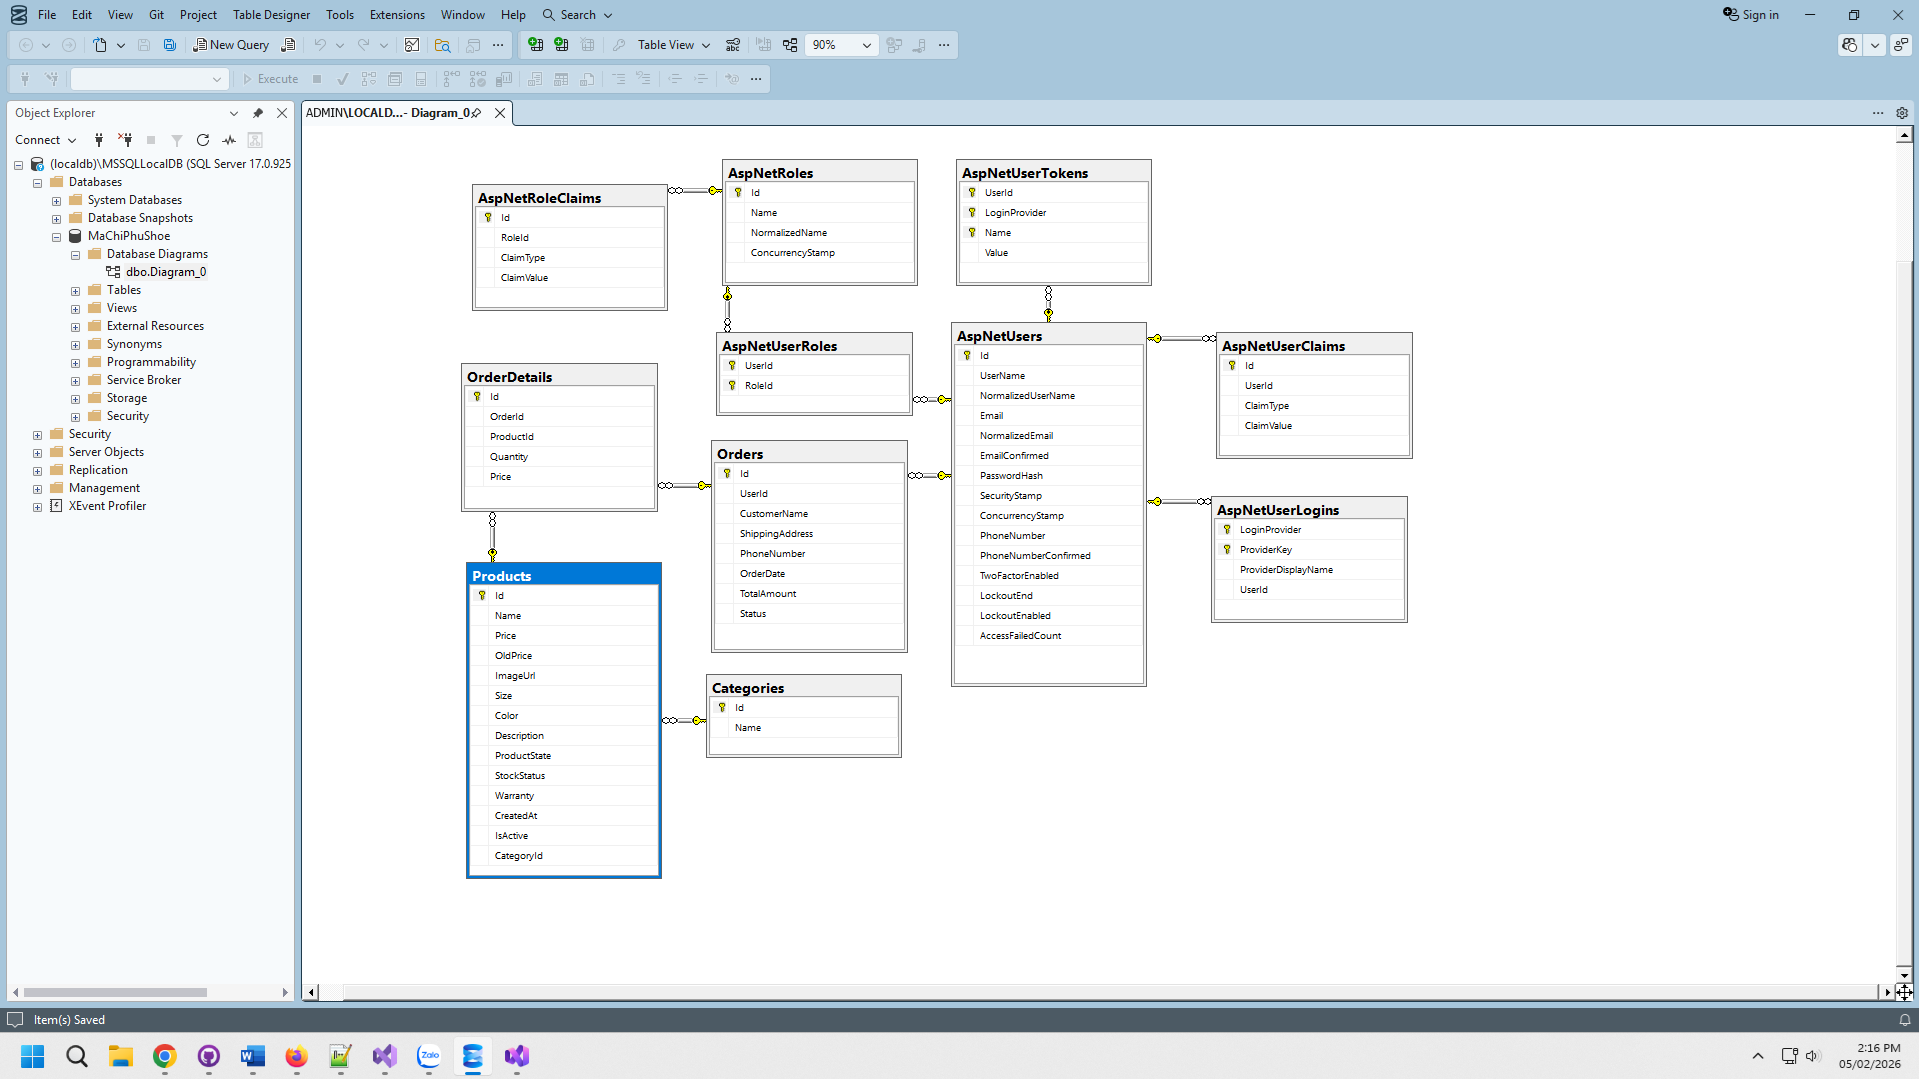 File Edit View Git Project Table Designer Tools Extensions Window Help Search Sign in
New Query Table View 90%
Execute
Object Explorer
Connect
(localdb)\MSSQLLocalDB (SQL Server 17.0.925
Databases
System Databases
Database Snapshots
MaChiPhuShoe
Database Diagrams
dbo.Diagram_0
Tables
Views
External Resources
Synonyms
Programmability
Service Broker
Storage
Security
Security
Server Objects
Replication
Management
XEvent Profiler
ADMIN\LOCALD...- Diagram_0
AspNetRoleClaims
Id
RoleId
ClaimType
ClaimValue
AspNetRoles
Id
Name
NormalizedName
ConcurrencyStamp
AspNetUserTokens
UserId
LoginProvider
Name
Value
AspNetUserRoles
UserId
RoleId
AspNetUsers
Id
UserName
NormalizedUserName
Email
NormalizedEmail
EmailConfirmed
PasswordHash
SecurityStamp
ConcurrencyStamp
PhoneNumber
PhoneNumberConfirmed
TwoFactorEnabled
LockoutEnd
LockoutEnabled
AccessFailedCount
AspNetUserClaims
Id
UserId
ClaimType
ClaimValue
OrderDetails
Id
OrderId
ProductId
Quantity
Price
Orders
Id
UserId
CustomerName
ShippingAddress
PhoneNumber
OrderDate
TotalAmount
Status
AspNetUserLogins
LoginProvider
ProviderKey
ProviderDisplayName
UserId
Products
Id
Name
Price
OldPrice
ImageUrl
Size
Color
Description
ProductState
StockStatus
Warranty
CreatedAt
IsActive
CategoryId
Categories
Id
Name
Item(s) Saved
Zalo
2:16 PM
05/02/2026